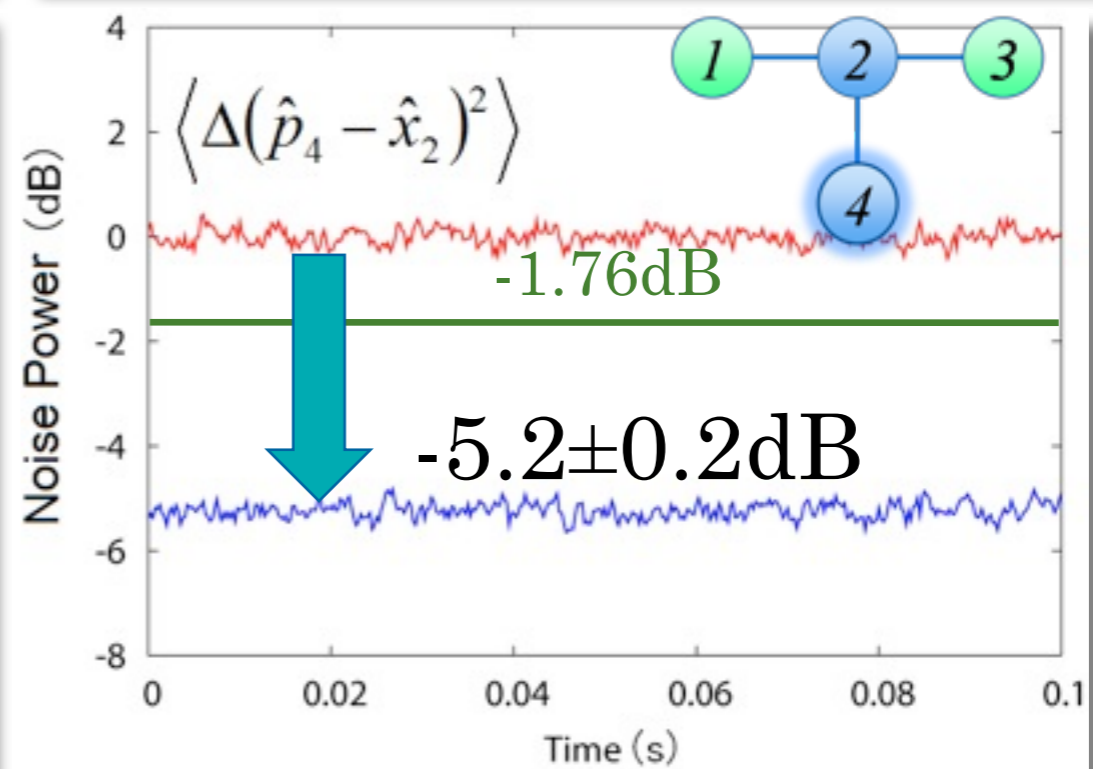 4
1 2 3
⟨Δ(p̂₄ − x̂₂)²⟩
2
4
0
-1.76dB
-2
-5.2±0.2dB
-4
-6
-8
0 0.02 0.04 0.06 0.08 0.1
Time (s)
Noise Power (dB)